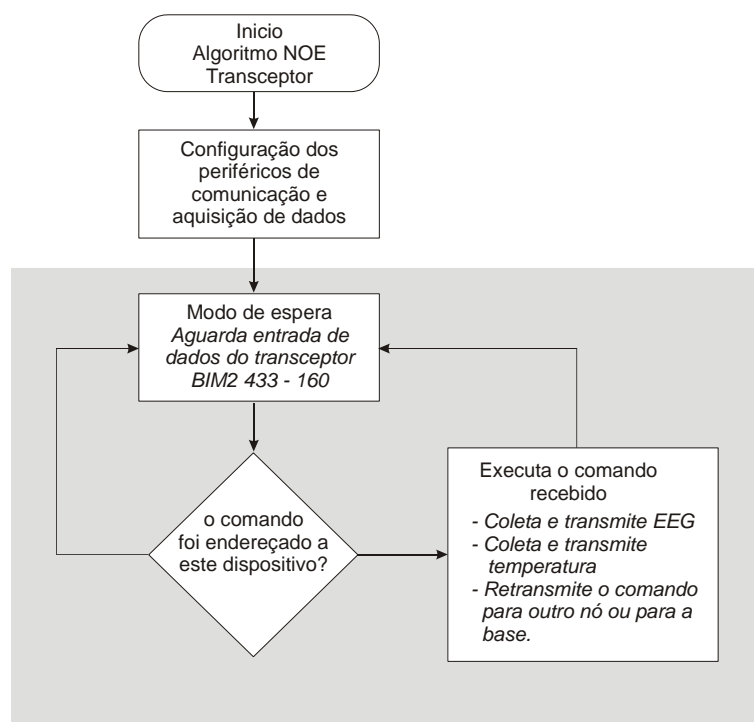 Inicio
Algoritmo NOE
Transceptor
Configuração dos
periféricos de
comunicação e
aquisição de dados
Modo de espera
Aguarda entrada de
dados do transceptor
BIM2 433 - 160
o comando
foi endereçado a
este dispositivo?
Executa o comando
recebido
- Coleta e transmite EEG
- Coleta e transmite
temperatura
- Retransmite o comando
para outro nó ou para a
base.